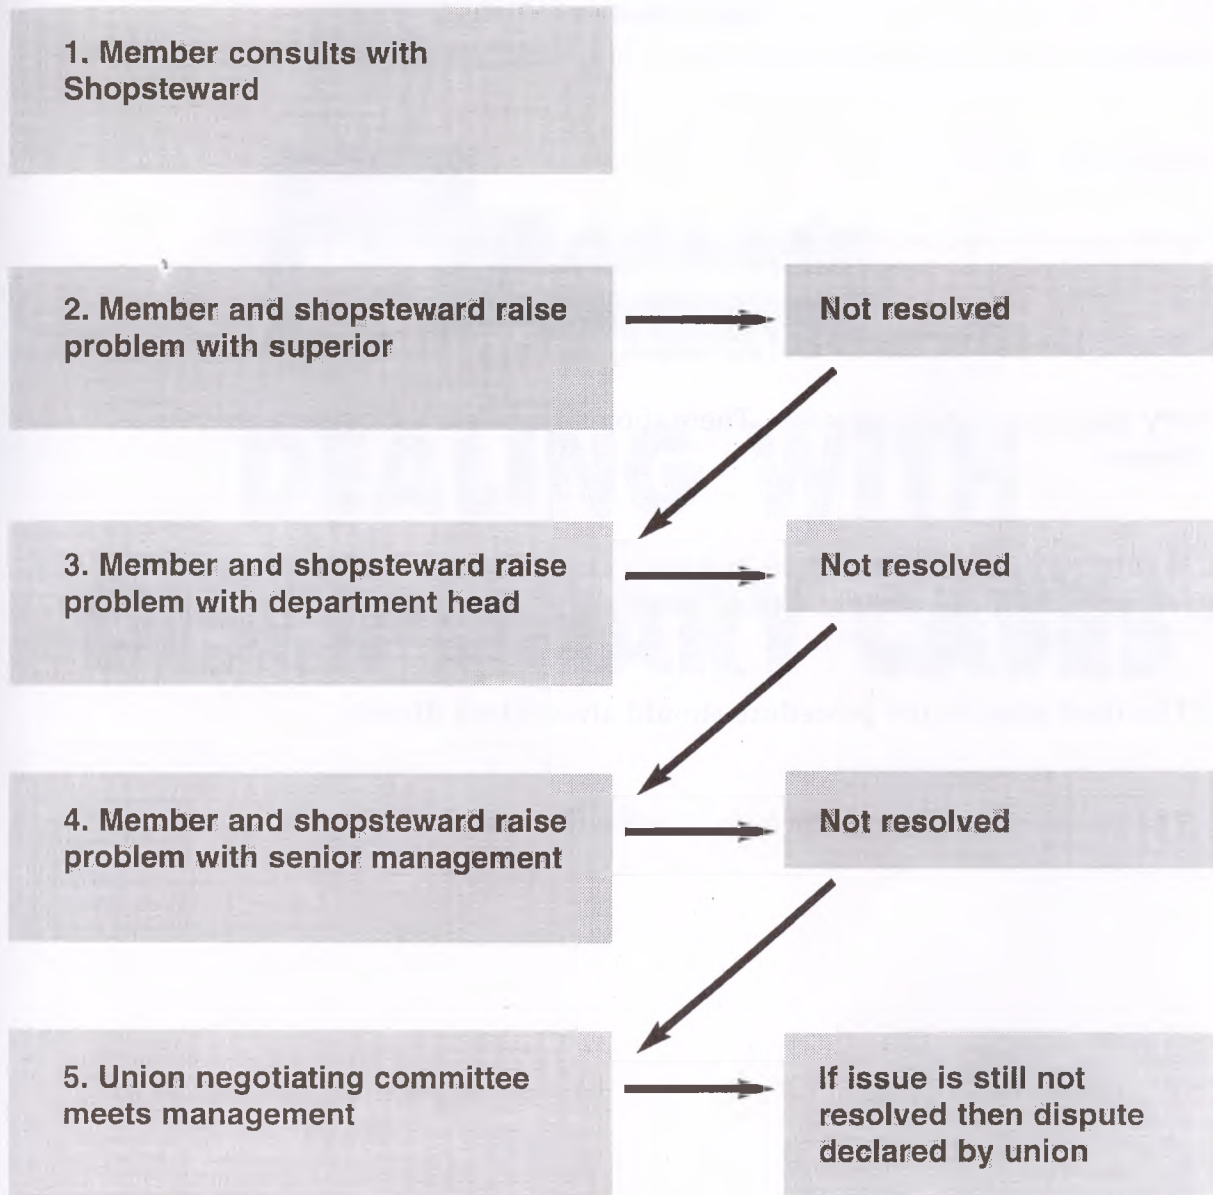 1. Member consults with
Shopsteward
2. Member and shopsteward raise
problem with superior
Not resolved
3. Member and shopsteward raise
problem with department head
Not resolved
4. Member and shopsteward raise
problem with senior management
Not resolved
5. Union negotiating committee
meets management
If issue is still not
resolved then dispute
declared by union